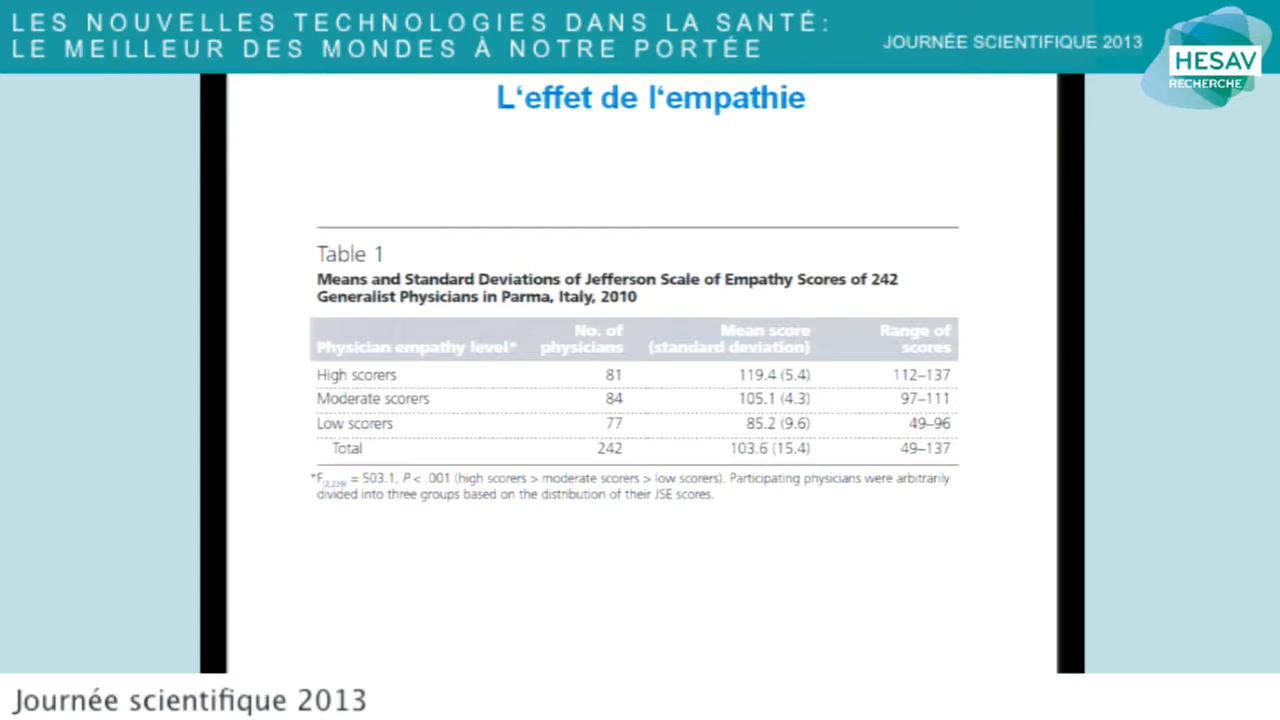 LES NOUVELLES TECHNOLOGIES DANS LA SANTÉ:
LE MEILLEUR DES MONDES À NOTRE PORTÉE
JOURNÉE SCIENTIFIQUE 2013
HESAV
RECHERCHE
L‘effet de l‘empathie
Table 1
Means and Standard Deviations of Jefferson Scale of Empathy Scores of 242
Generalist Physicians in Parma, Italy, 2010
Physician empathy level* No. of physicians Mean score (standard deviation) Range of scores
High scorers 81 119.4 (5.4) 112–137
Moderate scorers 84 105.1 (4.3) 97–111
Low scorers 77 85.2 (9.6) 49–96
Total 242 103.6 (15.4) 49–137
*F(2,239) = 503.1, P < .001 (high scorers > moderate scorers > low scorers). Participating physicians were arbitrarily
divided into three groups based on the distribution of their JSE scores.
Journée scientifique 2013